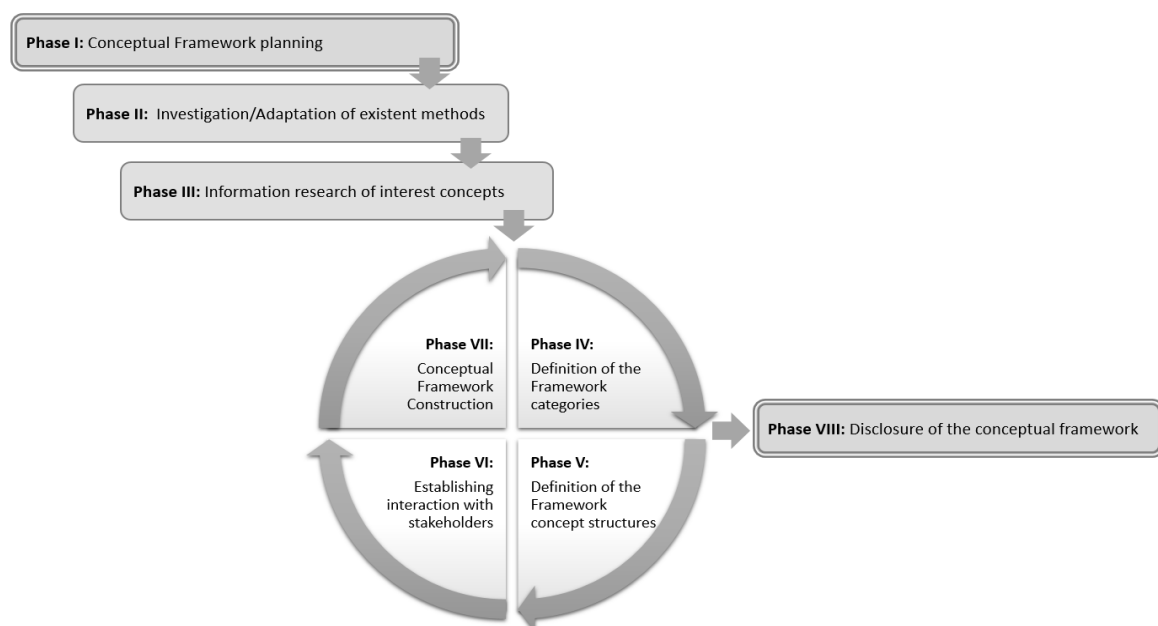 Phase I: Conceptual Framework planning
Phase II: Investigation/Adaptation of existent methods
Phase III: Information research of interest concepts
Phase VII:
Conceptual
Framework
Construction
Phase IV:
Definition of the
Framework
categories
Phase VIII: Disclosure of the conceptual framework
Phase VI:
Establishing
interaction with
stakeholders
Phase V:
Definition of the
Framework
concept structures